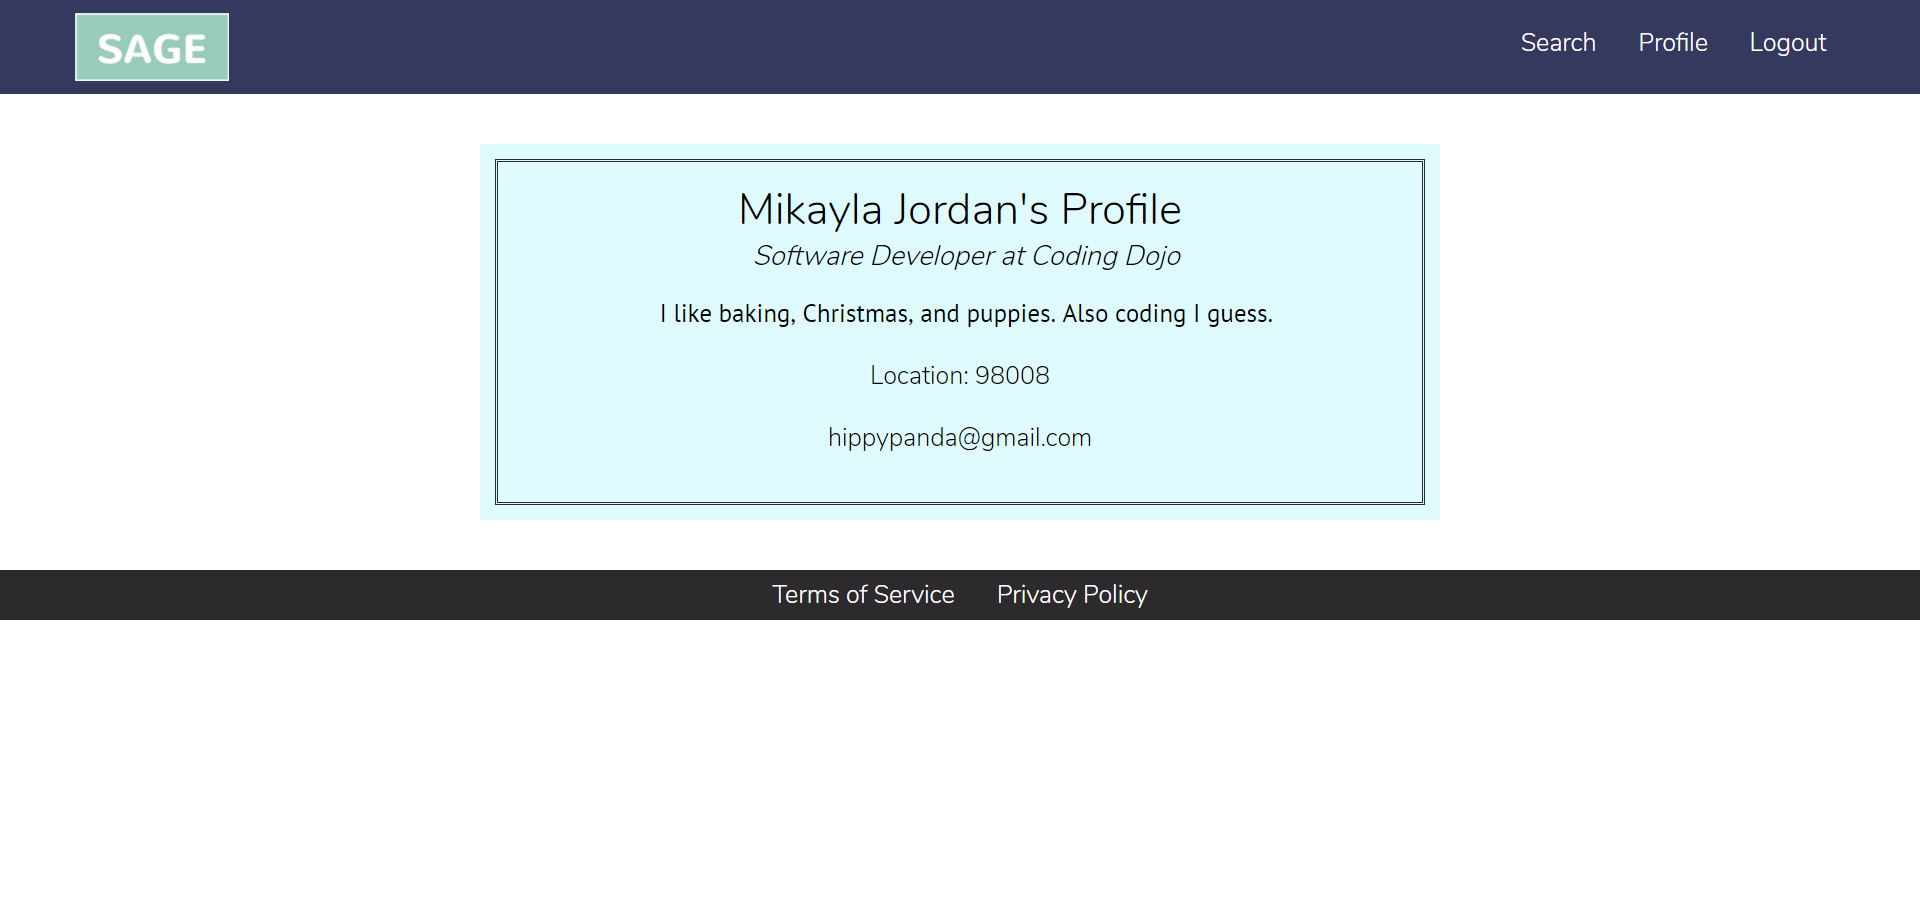 SAGE
Search Profile Logout
Mikayla Jordan's Profile
Software Developer at Coding Dojo
I like baking, Christmas, and puppies. Also coding I guess.
Location: 98008
hippypanda@gmail.com
Terms of Service Privacy Policy